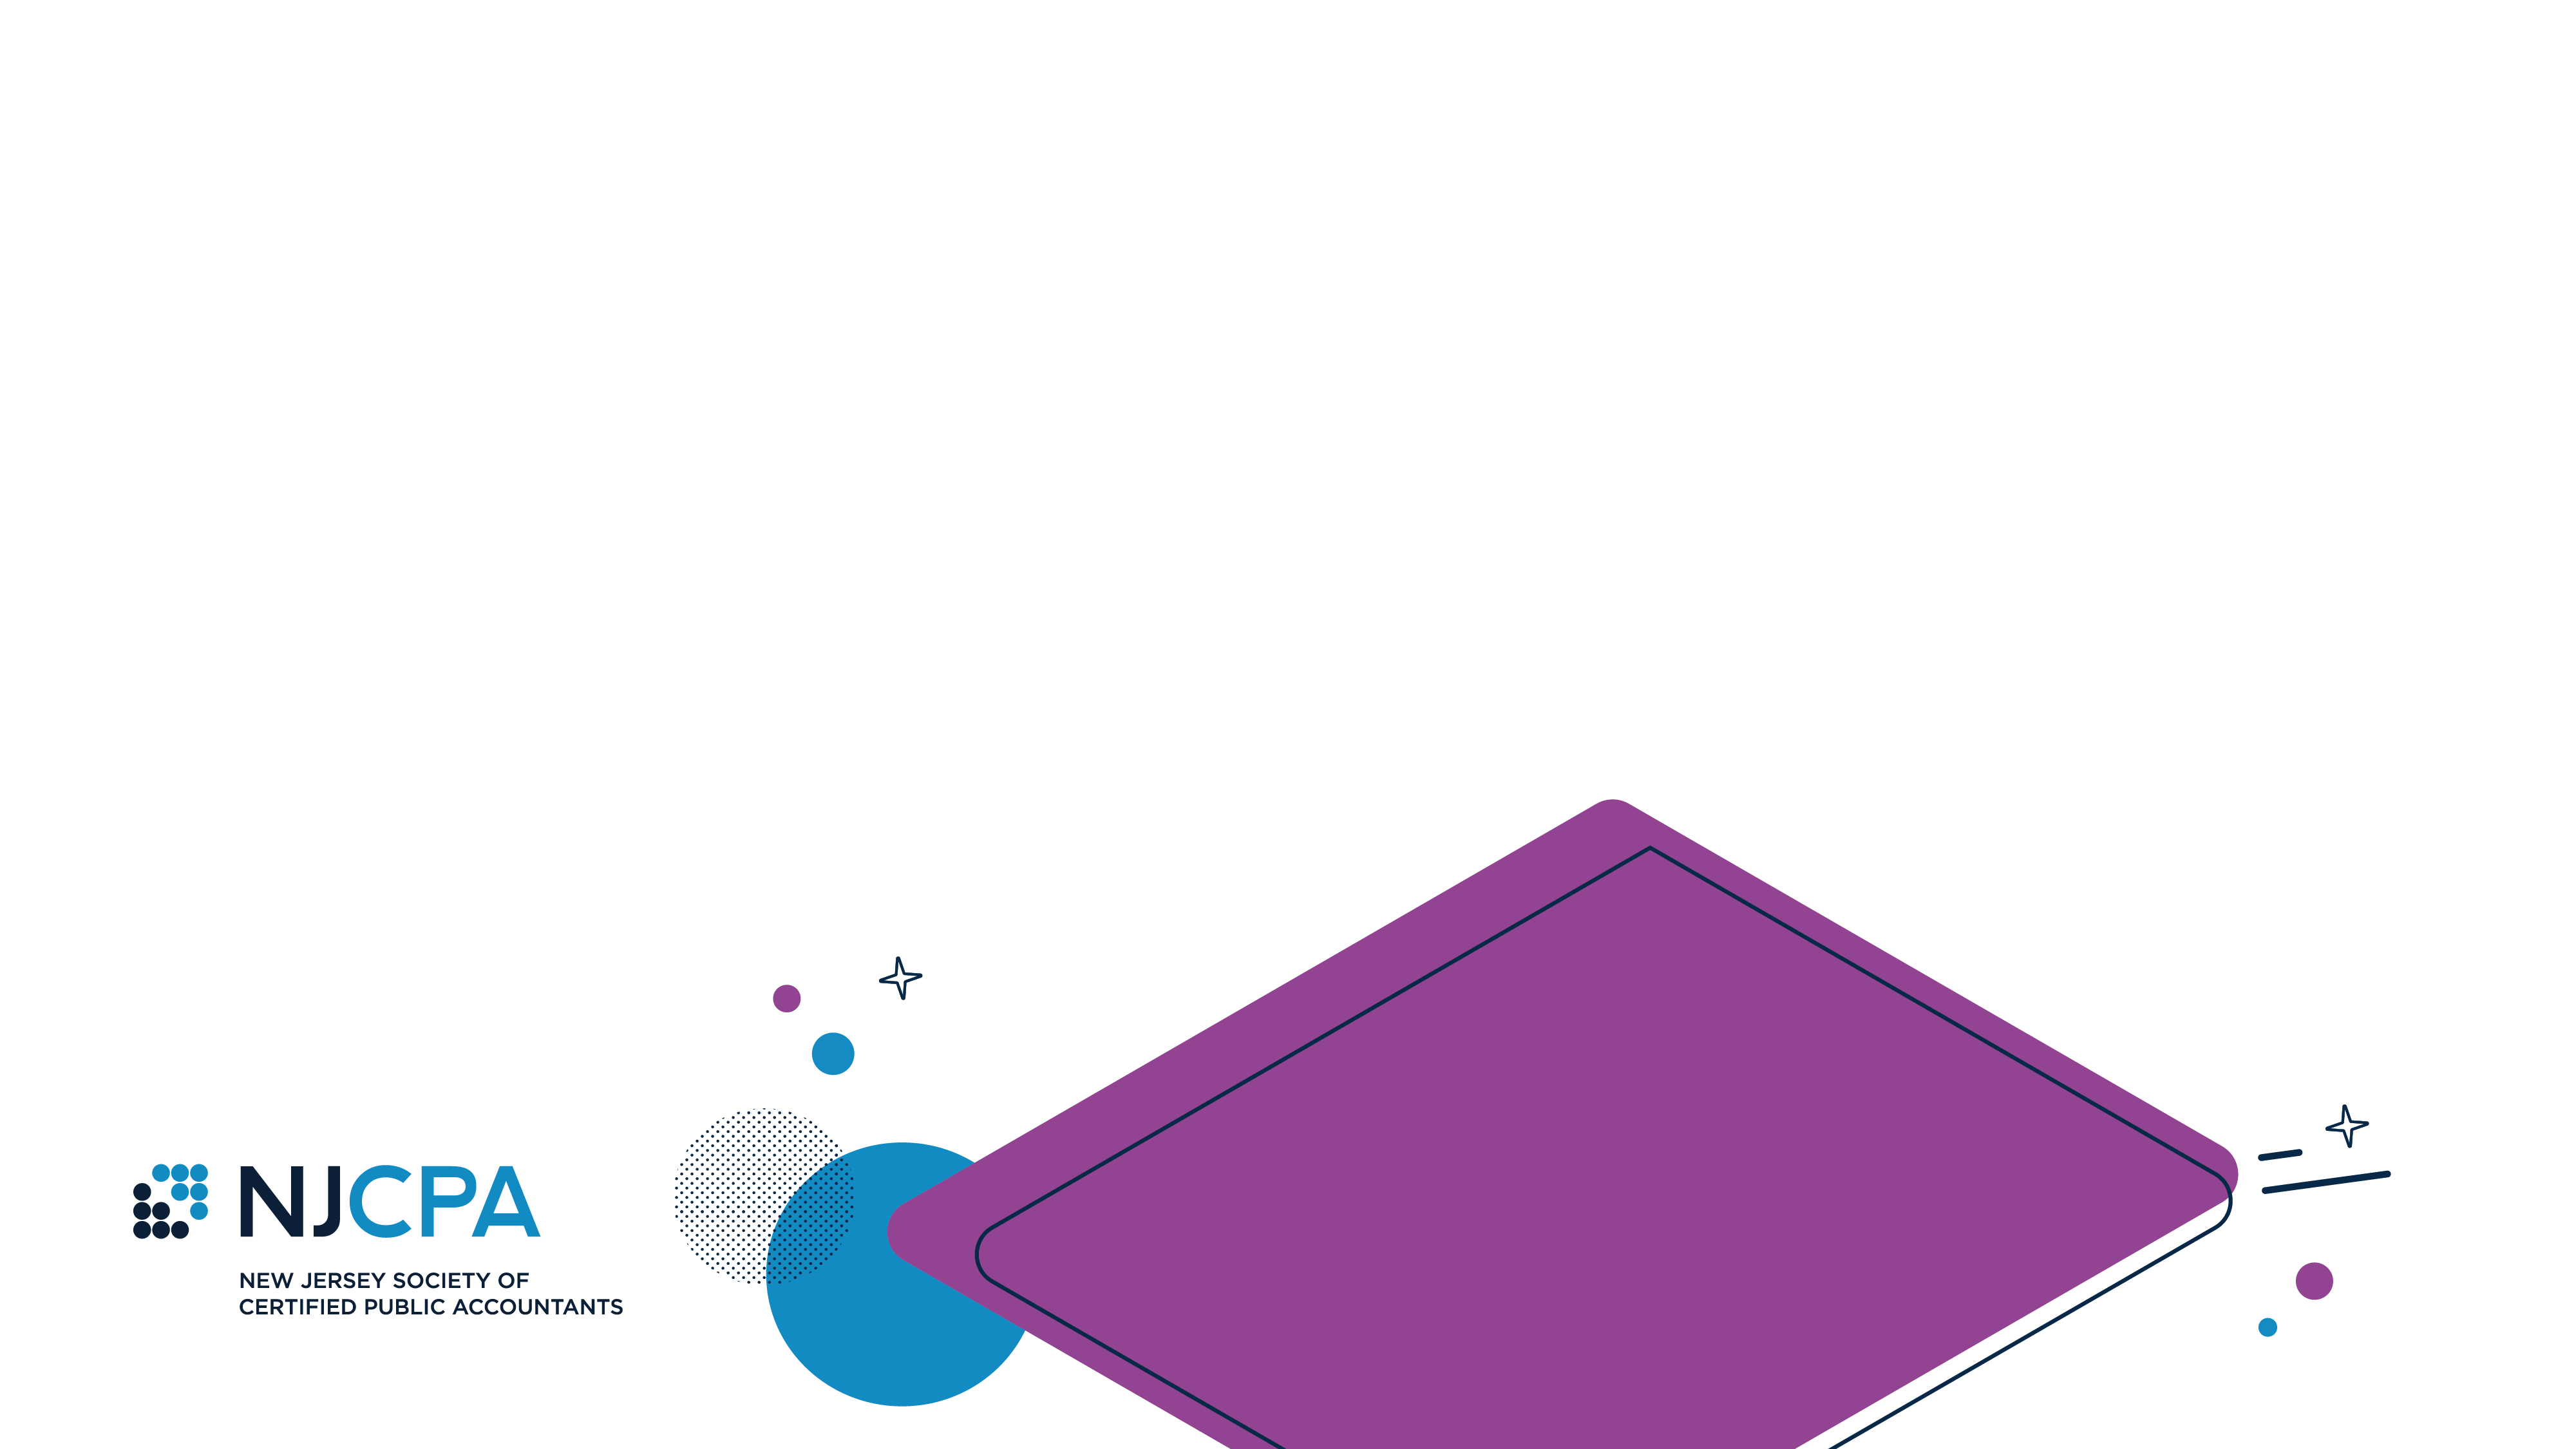 NJCPA
NEW JERSEY SOCIETY OF
CERTIFIED PUBLIC ACCOUNTANTS